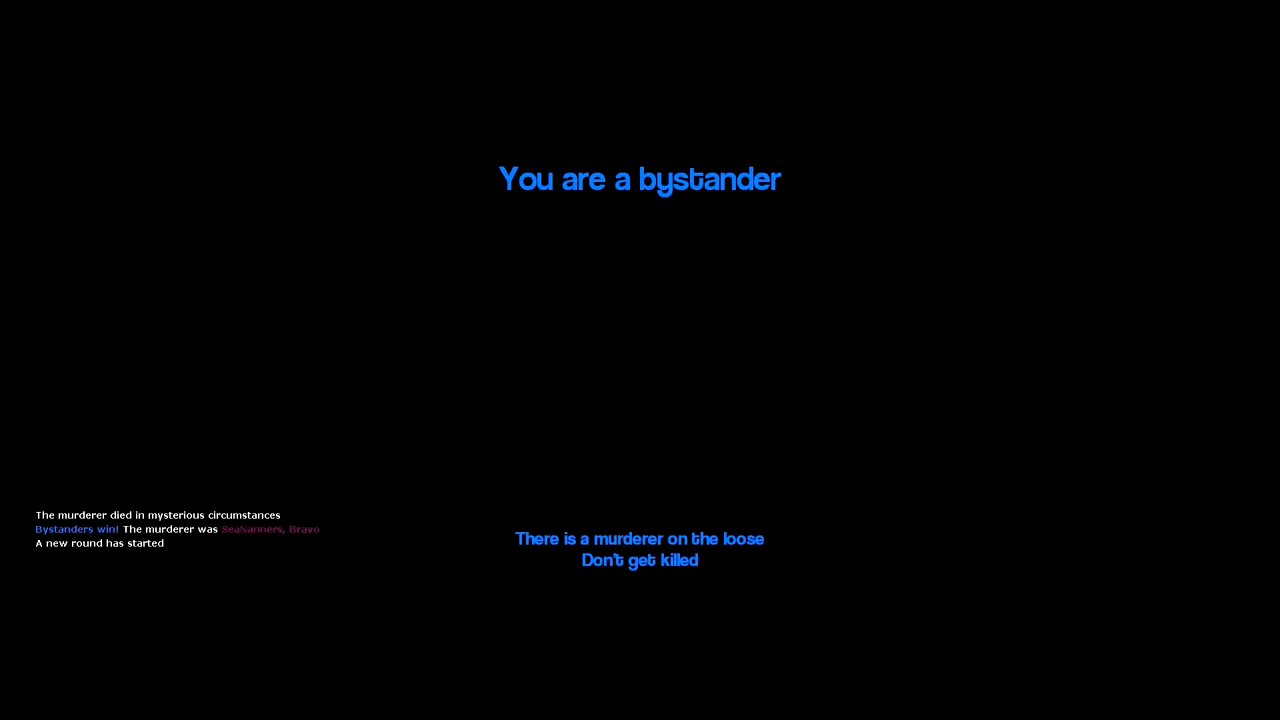 You are a bystander
The murderer died in mysterious circumstances
Bystanders win! The murderer was SeaNanners, Bravo
A new round has started
There is a murderer on the loose
Don't get killed